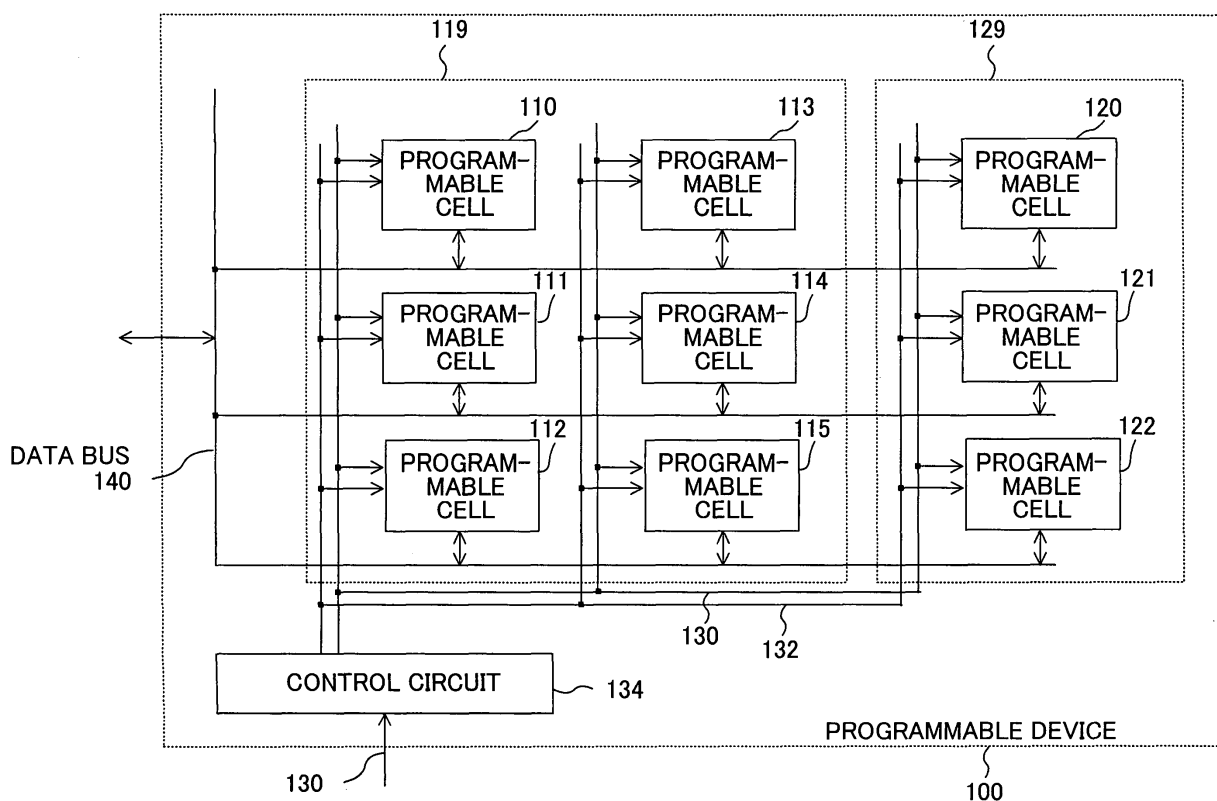 119
129
110
113
120
PROGRAM-
MABLE
CELL
PROGRAM-
MABLE
CELL
PROGRAM-
MABLE
CELL
111
114
121
PROGRAM-
MABLE
CELL
PROGRAM-
MABLE
CELL
PROGRAM-
MABLE
CELL
112
115
122
PROGRAM-
MABLE
CELL
PROGRAM-
MABLE
CELL
PROGRAM-
MABLE
CELL
DATA BUS
140
130
132
CONTROL CIRCUIT
134
130
PROGRAMMABLE DEVICE
100